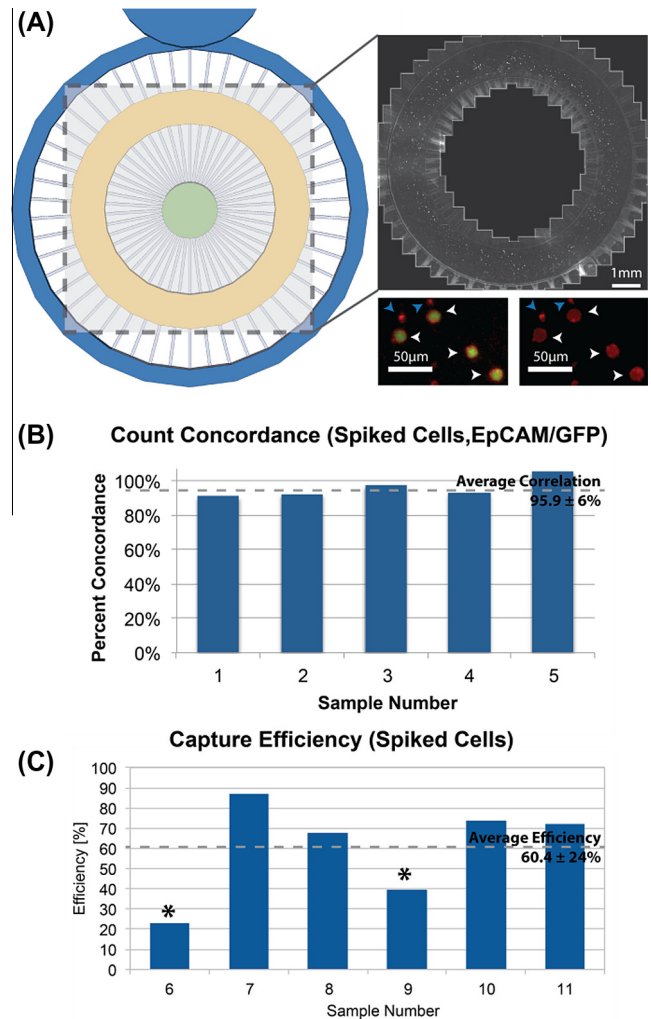 (A)
1mm
50μm
50μm
(B)
Count Concordance (Spiked Cells,EpCAM/GFP)
Percent Concordance
100%
80%
60%
40%
20%
0%
Average Correlation
95.9 ± 6%
1 2 3 4 5
Sample Number
(C)
Capture Efficiency (Spiked Cells)
Efficiency [%]
100
90
80
70
60
50
40
30
20
10
0
*
*
Average Efficiency
60.4 ± 24%
6 7 8 9 10 11
Sample Number